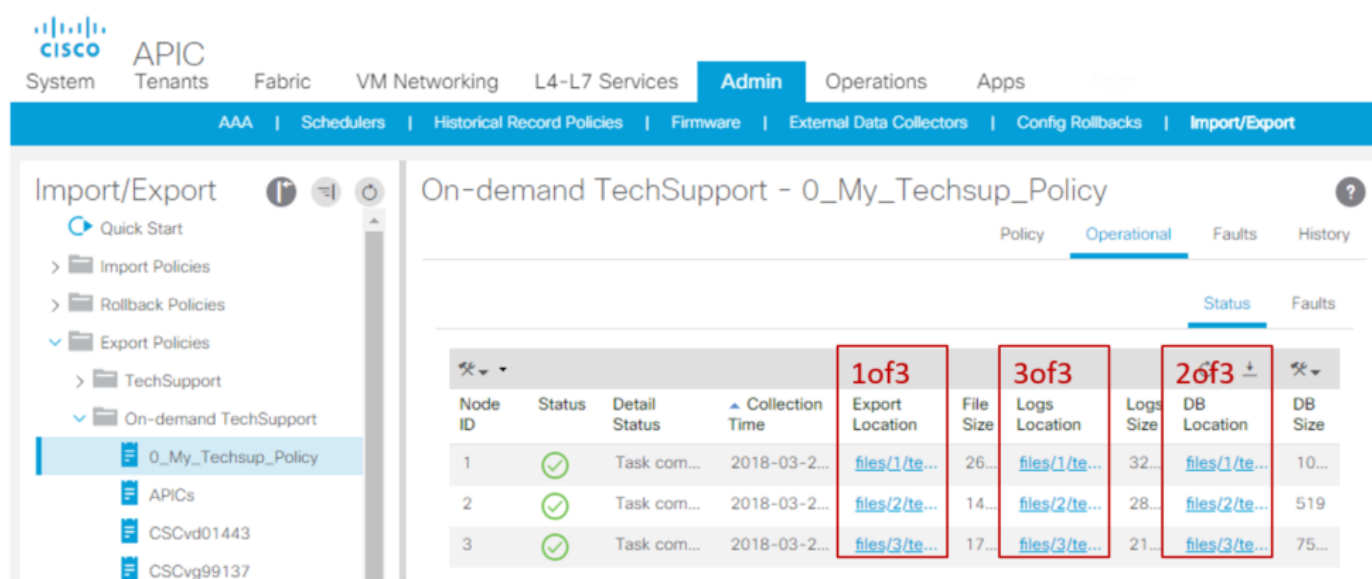 CISCO
APIC
System Tenants Fabric VM Networking L4-L7 Services Admin Operations Apps
AAA | Schedulers | Historical Record Policies | Firmware | External Data Collectors | Config Rollbacks | Import/Export
Import/Export
On-demand TechSupport - 0_My_Techsup_Policy
?
Quick Start
Policy Operational Faults History
Import Policies
Rollback Policies
Status Faults
Export Policies
TechSupport
On-demand TechSupport
0_My_Techsup_Policy
APICs
CSCvd01443
CSCvg99137
1of3 3of3 2of3
Node ID Status Detail Status Collection Time Export Location File Size Logs Location Logs Size DB Location DB Size
1 Task com... 2018-03-2... files/1/te... 26... files/1/te... 32... files/1/te... 10...
2 Task com... 2018-03-2... files/2/te... 14... files/2/te... 28... files/2/te... 519
3 Task com... 2018-03-2... files/3/te... 17... files/3/te... 21... files/3/te... 75...